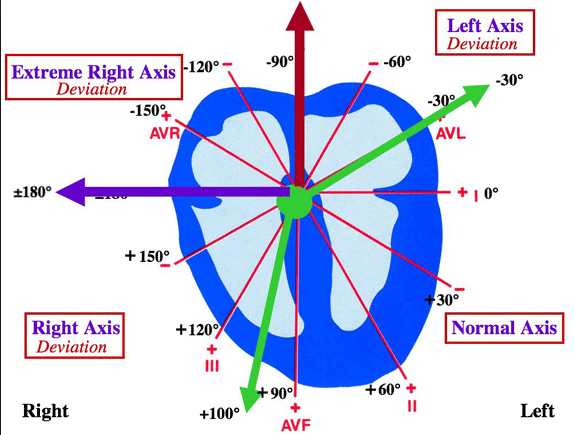 Left Axis
Deviation
Extreme Right Axis
Deviation
-120°
-90°
-60°
-30°
-150°
-30°
AVR
AVL
±180°
±180°
I 0°
+ 150°
+30°
Right Axis
Deviation
+120°
Normal Axis
III
+60°
+90°
II
+100°
Right
AVF
Left